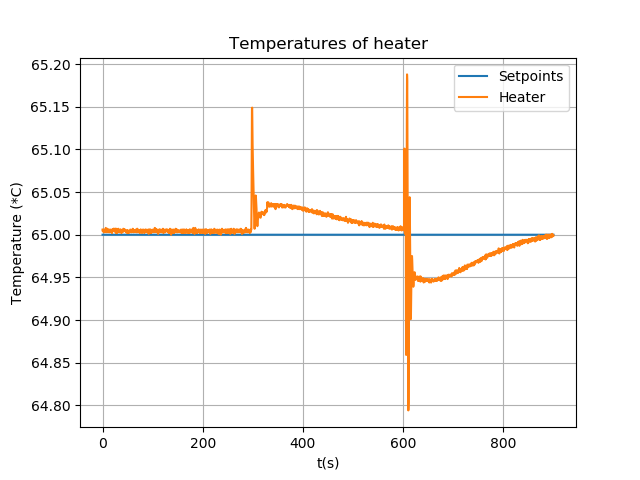 Temperatures of heater
65.20
65.15
65.10
65.05
65.00
64.95
64.90
64.85
64.80
Temperature (*C)
Setpoints
Heater
0 200 400 600 800
t(s)